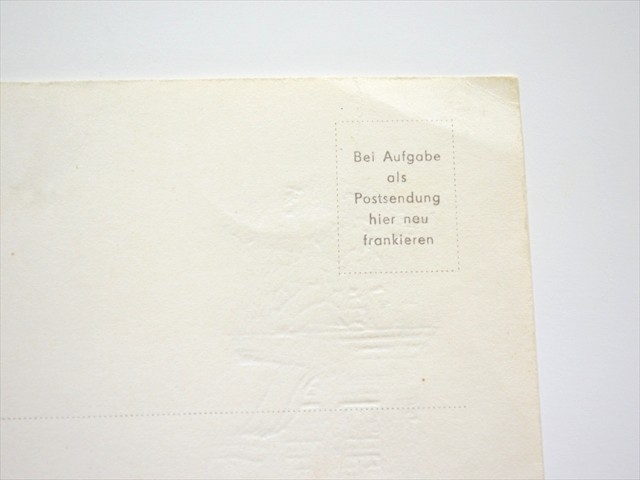 Bei Aufgabe
als
Postsendung
hier neu
frankieren